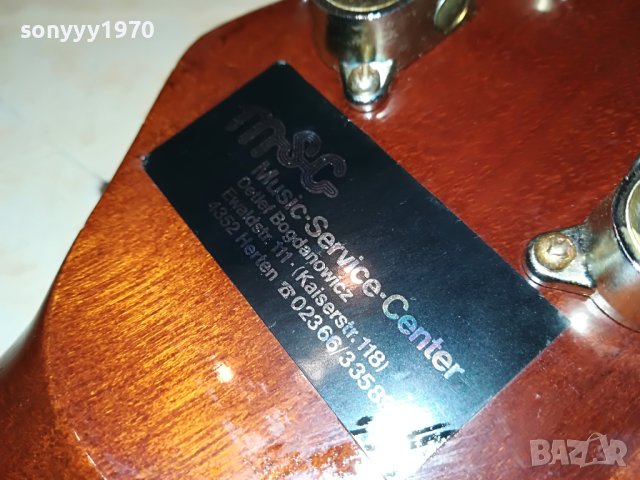 sonyyy1970
m&c
Music·Service·Center
Detlef Bogdanowicz
Ewaldstr. 111 · (Kaiserstr. 118)
4352 Herten ☎ 02366/3358
BAZAR